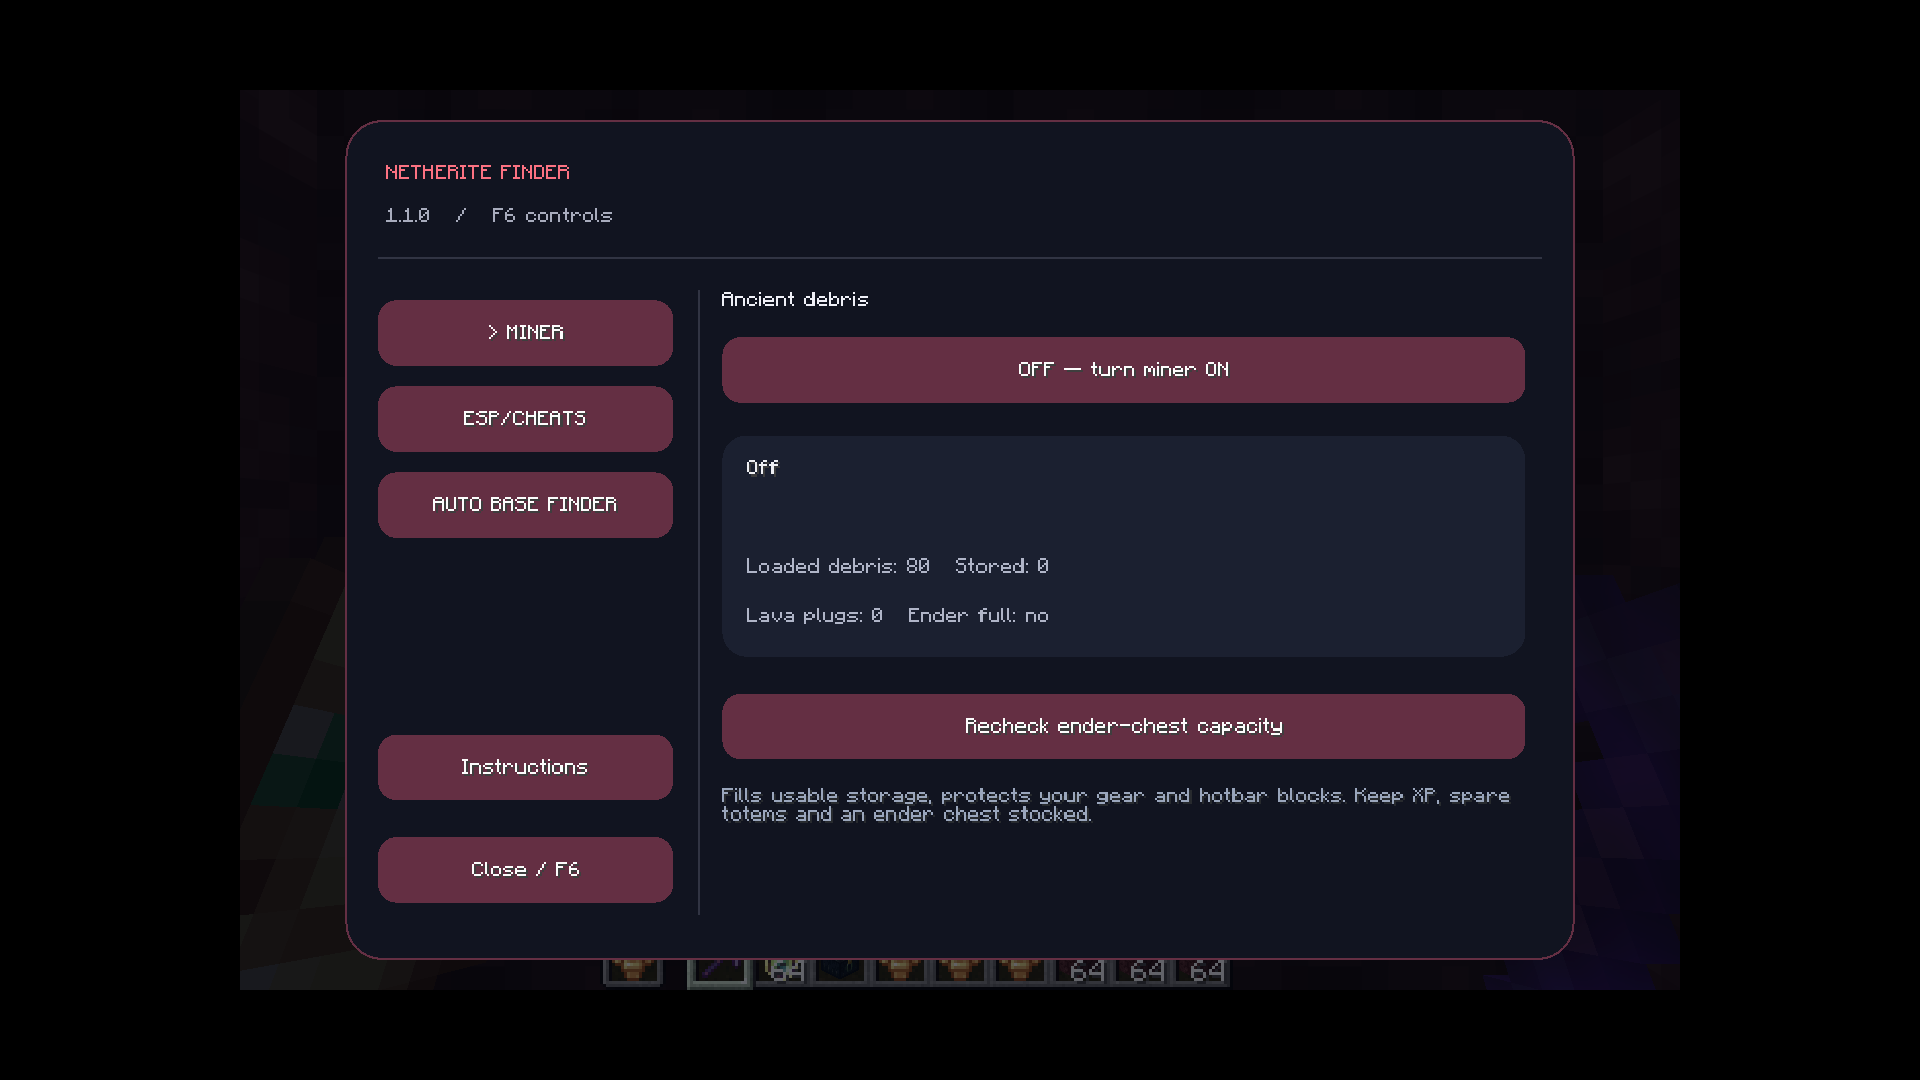 NETHERITE FINDER
1.1.0 / F6 controls
> MINER
ESP/CHEATS
AUTO BASE FINDER
Instructions
Close / F6
Ancient debris
OFF — turn miner ON
Off
Loaded debris: 80 Stored: 0
Lava plugs: 0 Ender full: no
Recheck ender-chest capacity
Fills usable storage, protects your gear and hotbar blocks. Keep XP, spare
totems and an ender chest stocked.
64 64 64 64